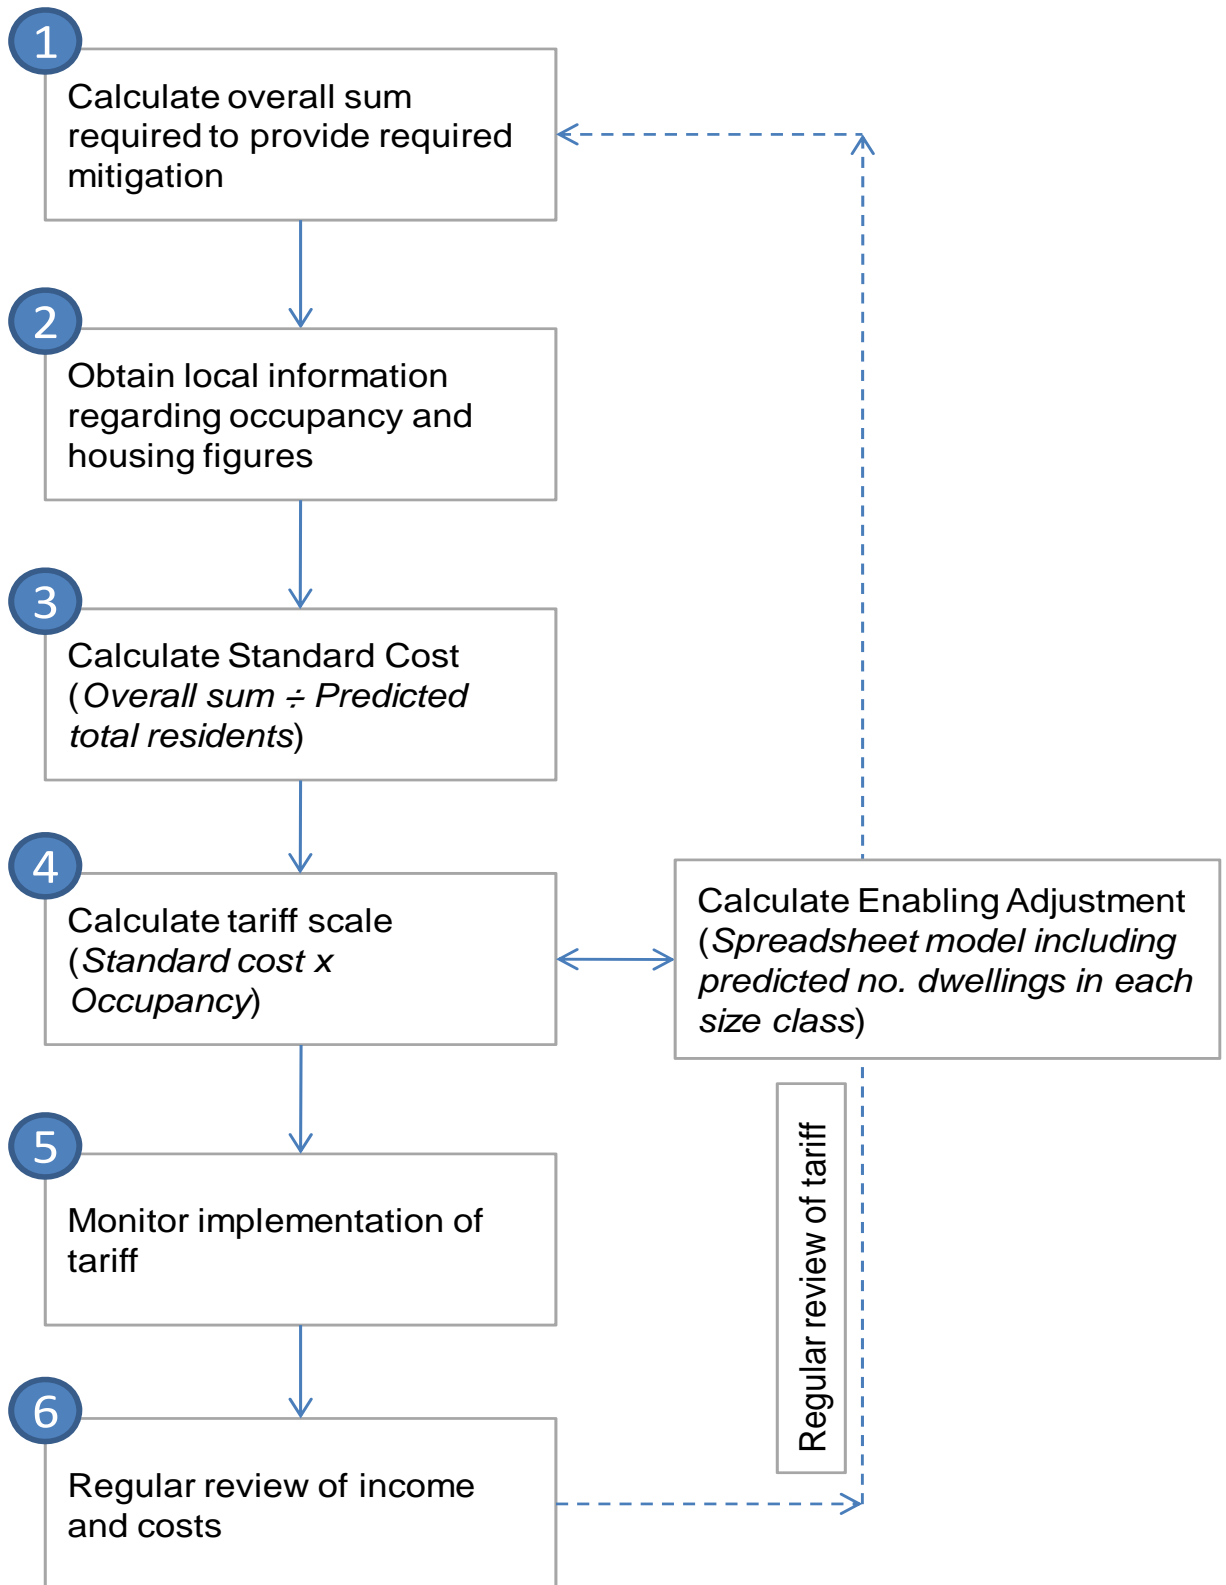 1
Calculate overall sum
required to provide required
mitigation
2
Obtain local information
regarding occupancy and
housing figures
3
Calculate Standard Cost
(Overall sum ÷ Predicted
total residents)
4
Calculate tariff scale
(Standard cost x
Occupancy)
Calculate Enabling Adjustment
(Spreadsheet model including
predicted no. dwellings in each
size class)
5
Monitor implementation of
tariff
Regular review of tariff
6
Regular review of income
and costs